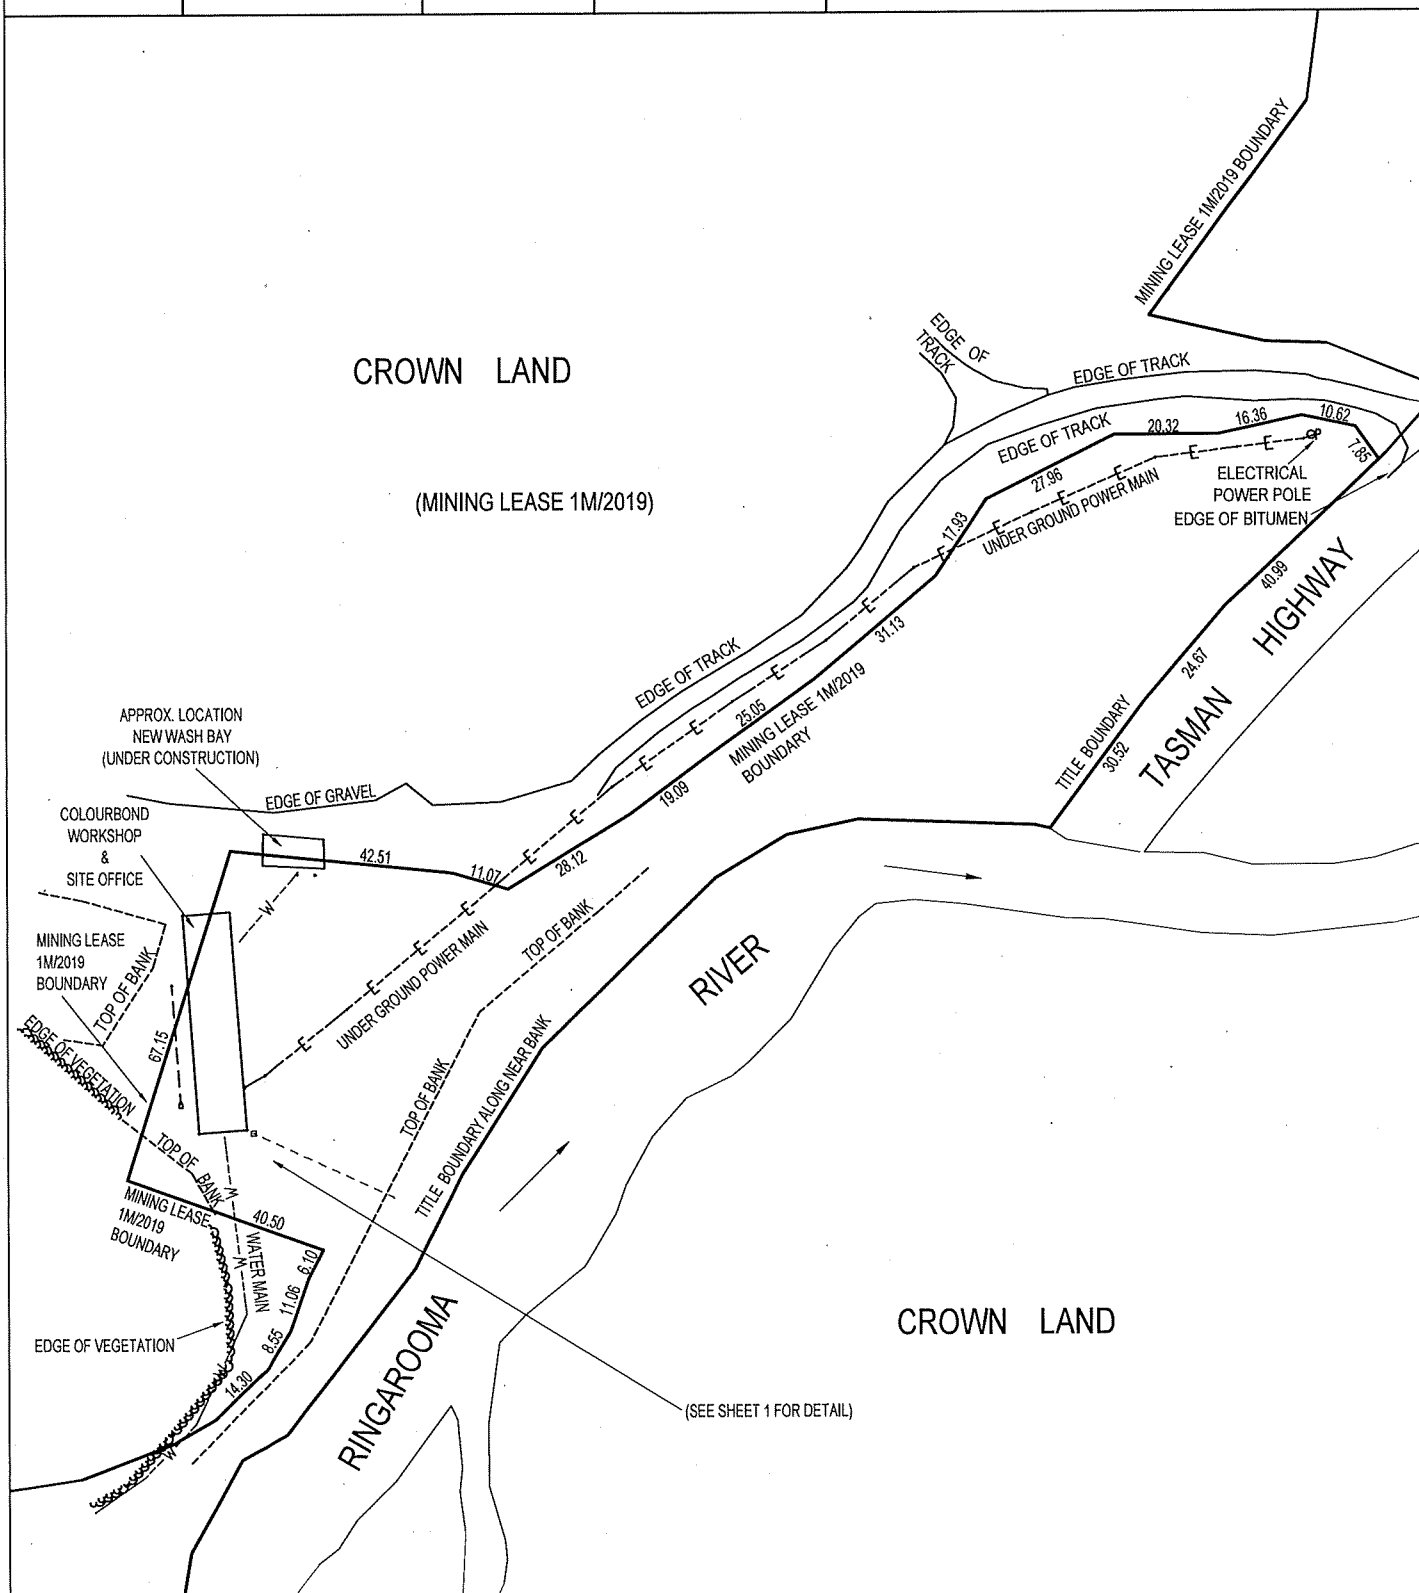 MINING LEASE 1M/2019 BOUNDARY
CROWN LAND
(MINING LEASE 1M/2019)
EDGE OF
TRACK
EDGE OF TRACK
EDGE OF TRACK
20.32
16.36
10.62
7.85
27.96
17.93
E
E
E
E
E
E
E
UNDER GROUND POWER MAIN
ELECTRICAL
POWER POLE
EDGE OF BITUMEN
40.99
24.67
30.52
TITLE BOUNDARY
TASMAN HIGHWAY
31.13
EDGE OF TRACK
25.05
MINING LEASE 1M/2019
BOUNDARY
19.09
28.12
E
E
E
E
E
E
E
E
E
E
APPROX. LOCATION
NEW WASH BAY
(UNDER CONSTRUCTION)
EDGE OF GRAVEL
COLOURBOND
WORKSHOP
&
SITE OFFICE
42.51
11.07
W
MINING LEASE
1M/2019
BOUNDARY
TOP OF BANK
67.15
EDGE OF VEGETATION
UNDER GROUND POWER MAIN
TOP OF BANK
TOP OF BANK
TITLE BOUNDARY ALONG NEAR BANK
RINGAROOMA RIVER
TOP OF BANK
MINING LEASE
1M/2019
BOUNDARY
40.50
W
W
WATER MAIN
6.10
11.06
8.55
14.30
W
W
EDGE OF VEGETATION
(SEE SHEET 1 FOR DETAIL)
CROWN LAND